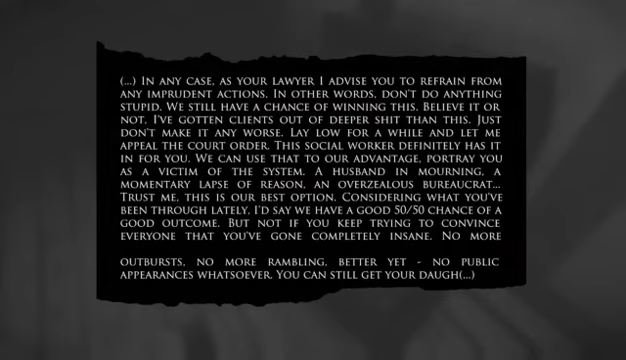 (...) In any case, as your lawyer I advise you to refrain from
any imprudent actions. In other words, don't do anything
stupid. We still have a chance of winning this. Believe it or
not, I've gotten clients out of deeper shit than this. Just
don't make it any worse. Lay low for a while and let me
appeal the court order. This social worker definitely has it
in for you. We can use that to our advantage, portray you
as a victim of the system. A husband in mourning, a
momentary lapse of reason, an overzealous bureaucrat...
Trust me, this is our best option. Considering what you've
been through lately, I'd say we have a good 50/50 chance of a
good outcome. But not if you keep trying to convince
everyone that you've gone completely insane. No more
outbursts, no more rambling, better yet - no public
appearances whatsoever. You can still get your daugh(...)